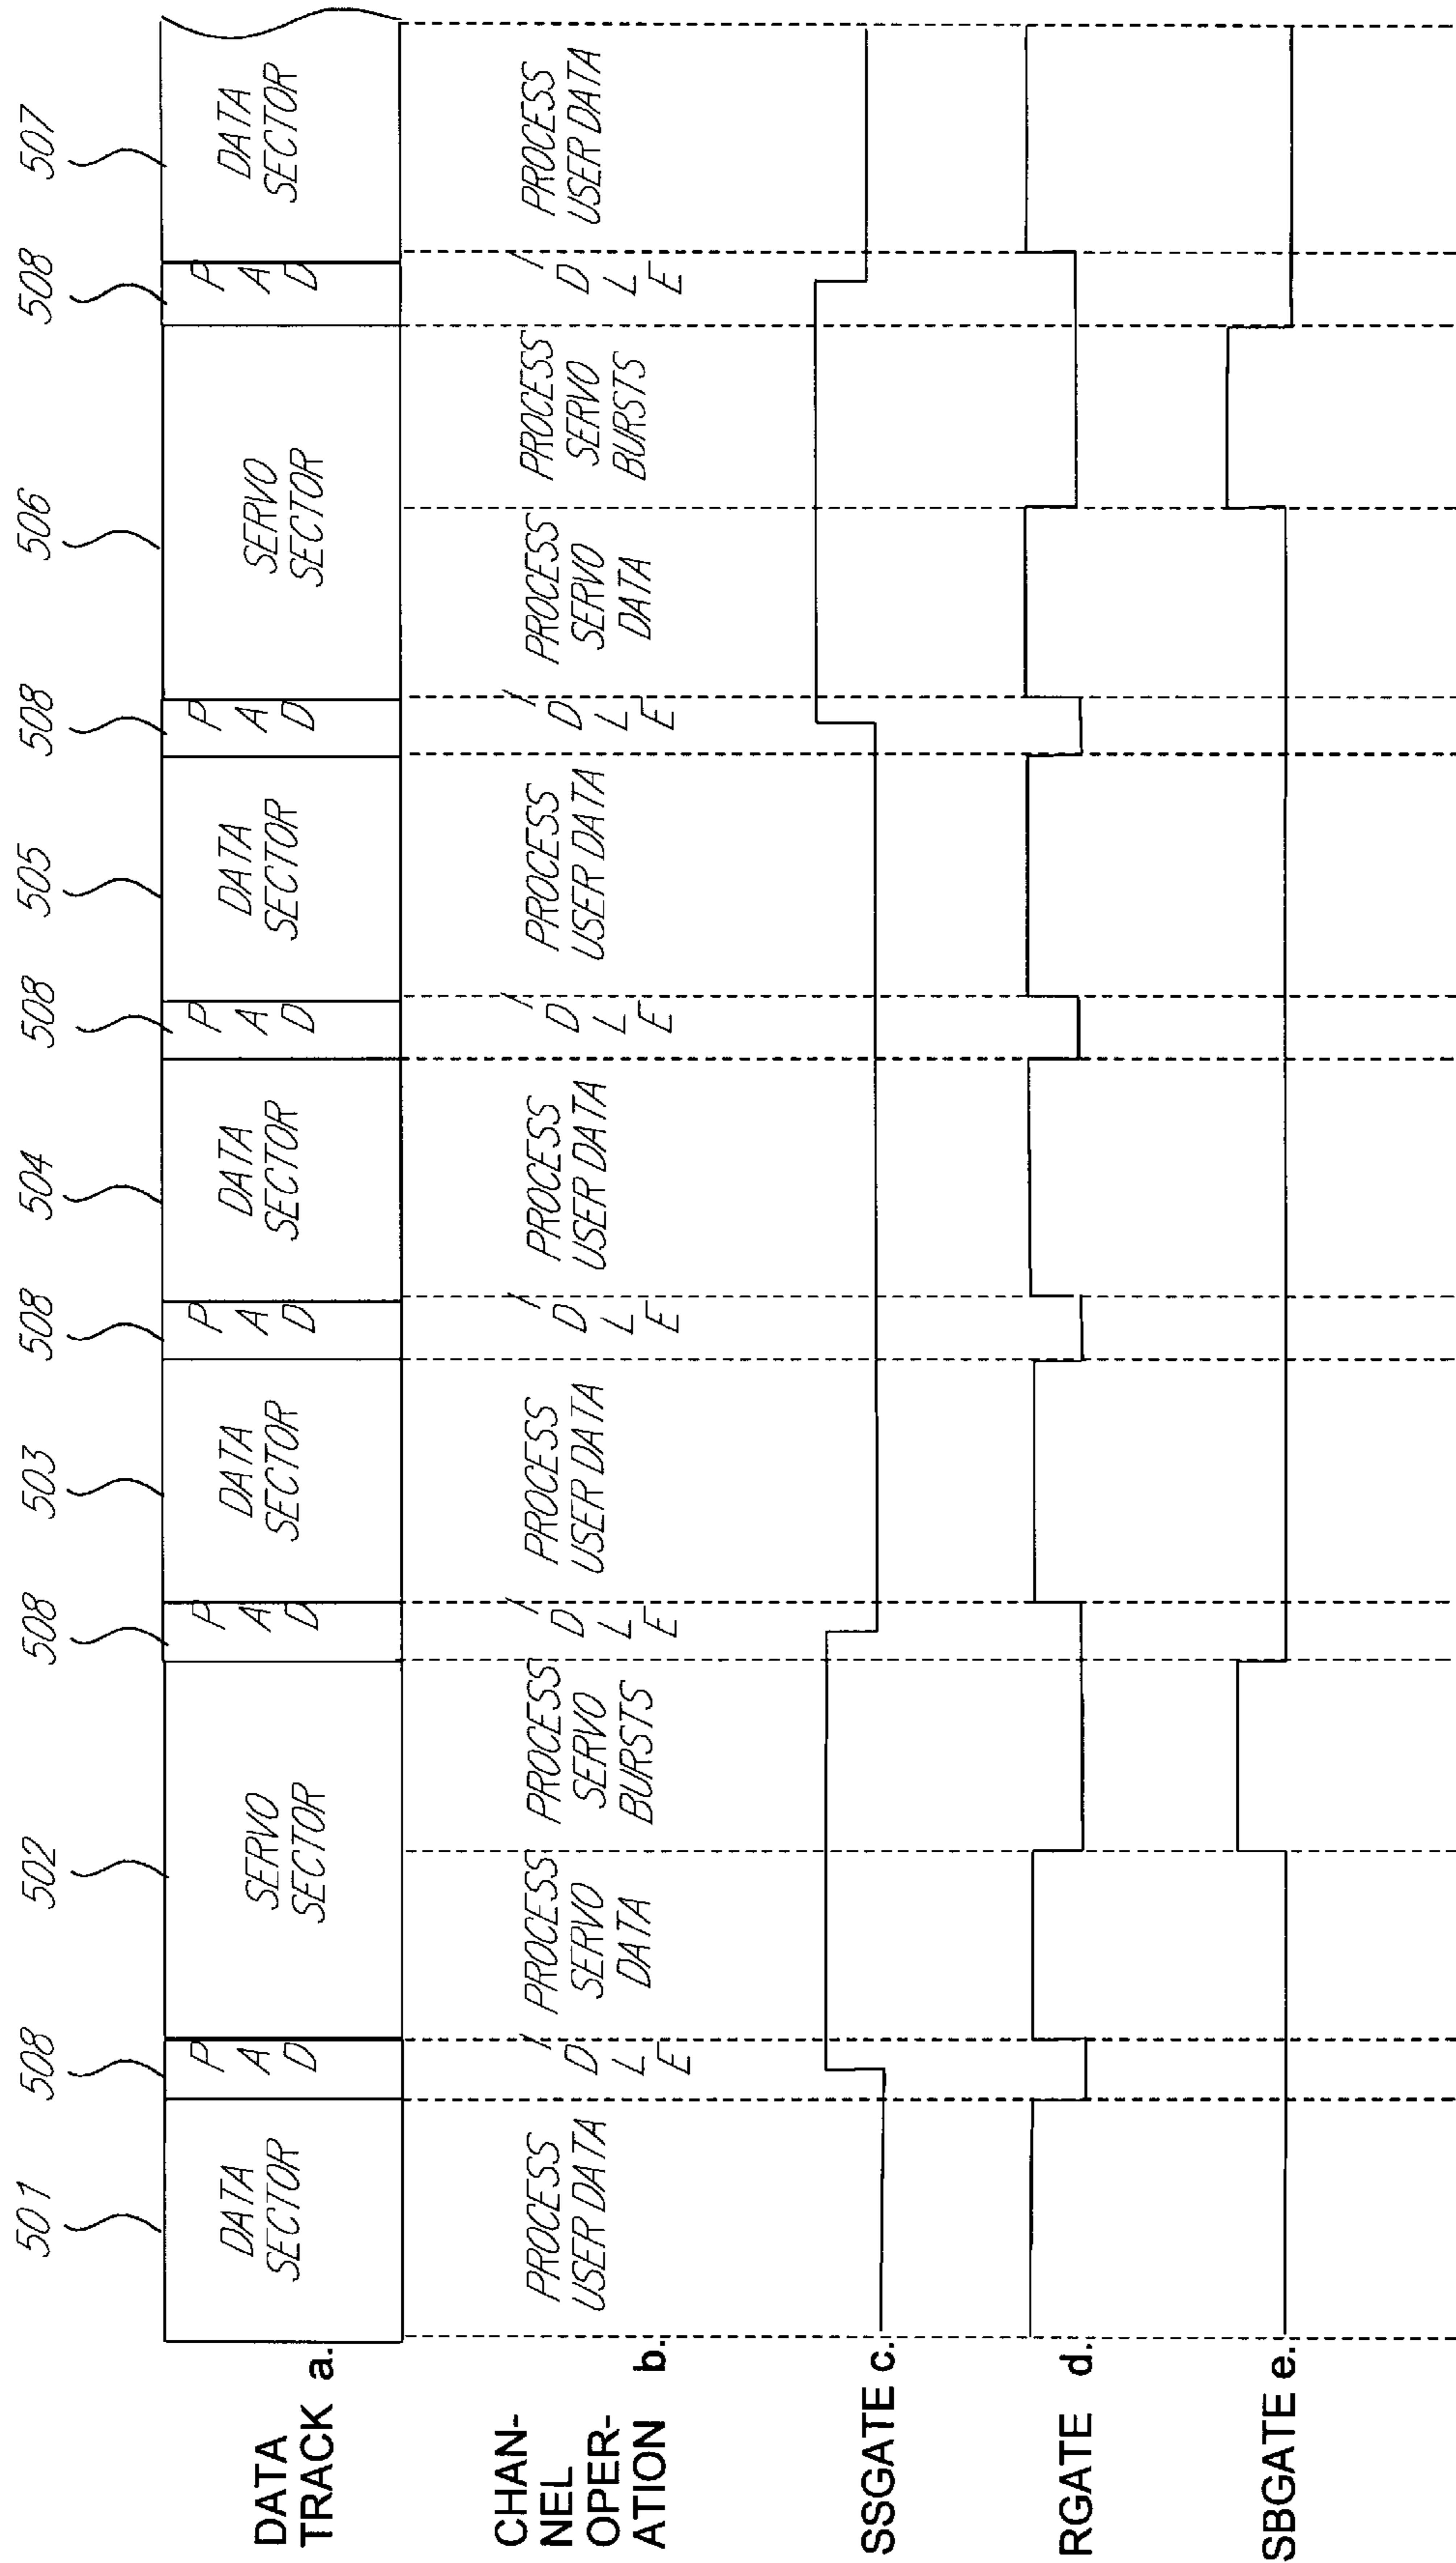 501
508
502
508
503
508
504
508
505
508
506
508
507
DATA
TRACK a.
DATA
SECTOR
PAD
SERVO
SECTOR
PAD
DATA
SECTOR
PAD
DATA
SECTOR
PAD
DATA
SECTOR
PAD
SERVO
SECTOR
PAD
DATA
SECTOR
CHAN-
NEL
OPER-
ATION b.
PROCESS
USER DATA
IDLE
PROCESS
SERVO
DATA
PROCESS
SERVO
BURSTS
IDLE
PROCESS
USER DATA
IDLE
PROCESS
USER DATA
IDLE
PROCESS
USER DATA
IDLE
PROCESS
SERVO
DATA
PROCESS
SERVO
BURSTS
IDLE
PROCESS
USER DATA
SSGATE c.
RGATE d.
SBGATE e.